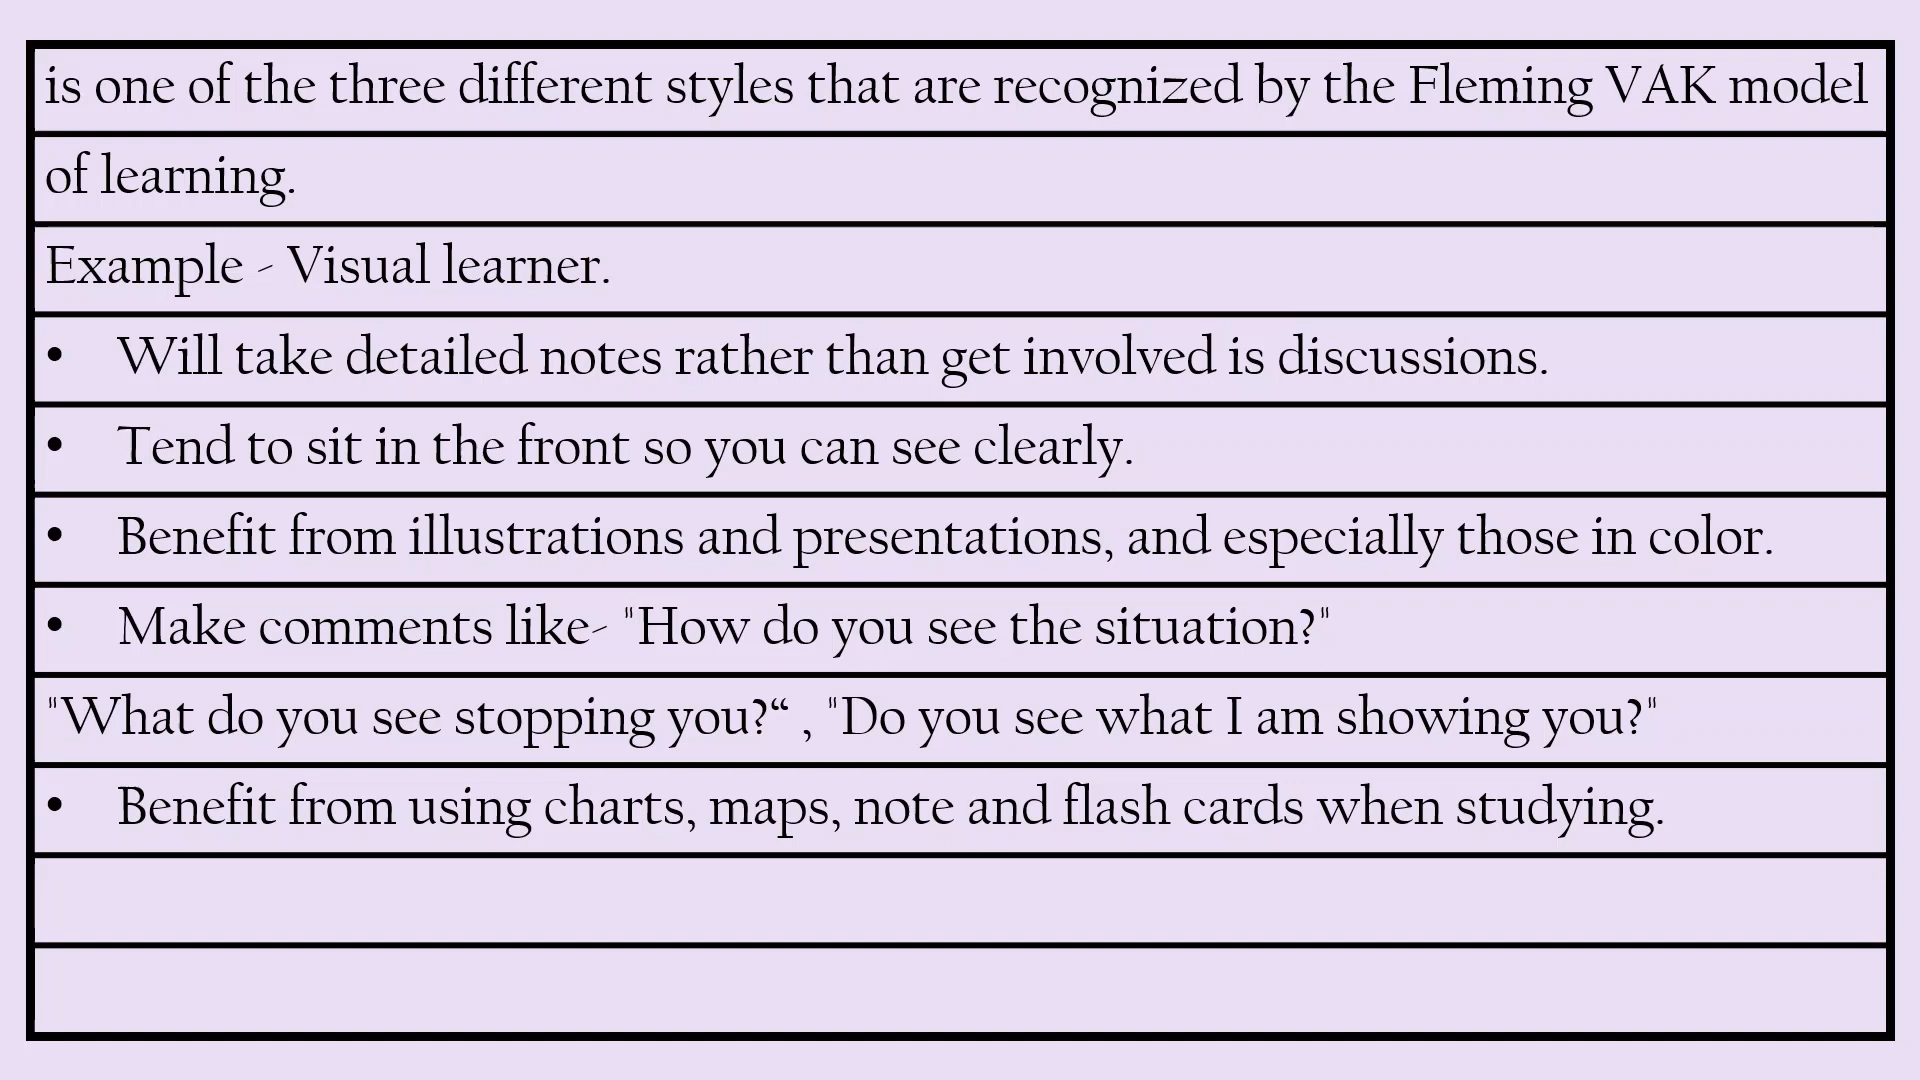 is one of the three different styles that are recognized by the Fleming VAK model
of learning.
Example - Visual learner.
• Will take detailed notes rather than get involved is discussions.
• Tend to sit in the front so you can see clearly.
• Benefit from illustrations and presentations, and especially those in color.
• Make comments like- "How do you see the situation?"
"What do you see stopping you?“ , "Do you see what I am showing you?"
• Benefit from using charts, maps, note and flash cards when studying.